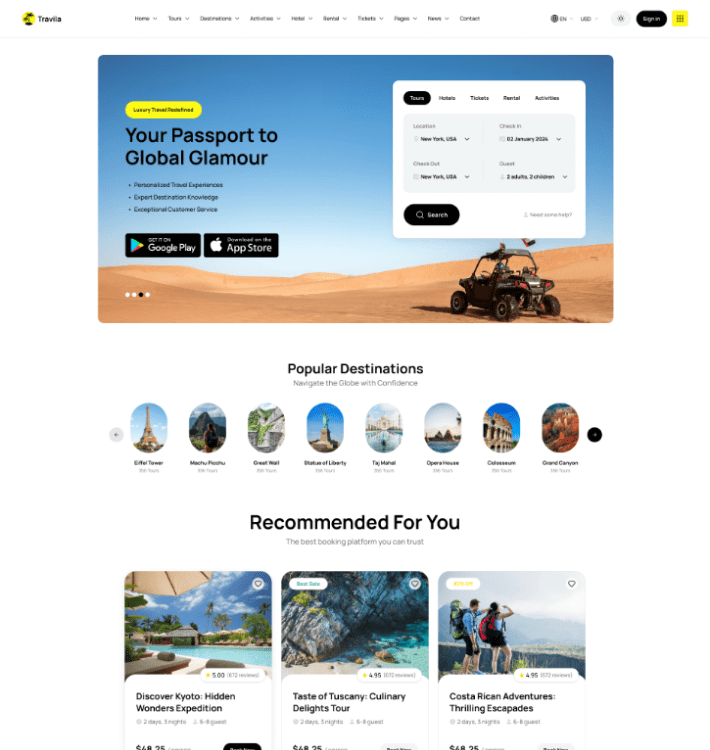 Travila
Home Tours Destinations Activities Hotel Rental Tickets Pages News Contact
EN USD Sign in
Luxury Travel Redefined
Your Passport to
Global Glamour
• Personalized Travel Experiences
• Expert Destination Knowledge
• Exceptional Customer Service
GET IT ON
Google Play
Download on the
App Store
Tours Hotels Tickets Rental Activities
Location Check In
New York, USA 02 January 2024
Check Out Guest
New York, USA 2 adults, 2 children
Search Need some help?
Popular Destinations
Navigate the Globe with Confidence
Eiffel Tower Machu Picchu Great Wall Statue of Liberty Taj Mahal Opera House Colosseum Grand Canyon
356 Tours 356 Tours 356 Tours 356 Tours 356 Tours 356 Tours 356 Tours 356 Tours
Recommended For You
The best booking platform you can trust
Best Sale
5.00 (672 reviews) 4.95 (672 reviews) 4.95 (672 reviews)
Discover Kyoto: Hidden
Wonders Expedition
2 days, 3 nights 6-8 guest
Taste of Tuscany: Culinary
Delights Tour
2 days, 3 nights 6-8 guest
Costa Rican Adventures:
Thrilling Escapades
2 days, 3 nights 6-8 guest
$48.25 $48.25 $48.25